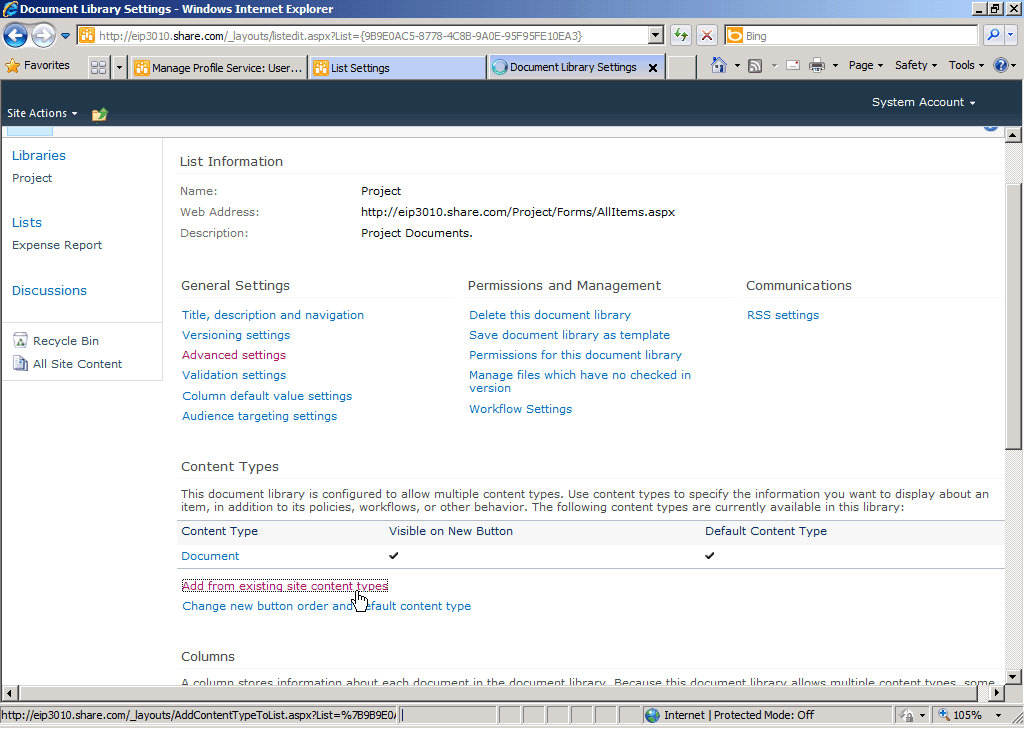 Document Library Settings - Windows Internet Explorer
http://eip3010.share.com/_layouts/listedit.aspx?List={9B9E0AC5-8778-4C8B-9A0E-95F95FE10EA3}
Bing
Favorites
Manage Profile Service: User...
List Settings
Document Library Settings
Page
Safety
Tools
System Account
Site Actions
Libraries
Project
Lists
Expense Report
Discussions
Recycle Bin
All Site Content
List Information
Name: Project
Web Address: http://eip3010.share.com/Project/Forms/AllItems.aspx
Description: Project Documents.
General Settings
Title, description and navigation
Versioning settings
Advanced settings
Validation settings
Column default value settings
Audience targeting settings
Permissions and Management
Delete this document library
Save document library as template
Permissions for this document library
Manage files which have no checked in
version
Workflow Settings
Communications
RSS settings
Content Types
This document library is configured to allow multiple content types. Use content types to specify the information you want to display about an
item, in addition to its policies, workflows, or other behavior. The following content types are currently available in this library:
Content Type Visible on New Button Default Content Type
Document
Add from existing site content types
Change new button order and default content type
Columns
A column stores information about each document in the document library. Because this document library allows multiple content types, some
http://eip3010.share.com/_layouts/AddContentTypeToList.aspx?List=%7B9B9E0A
Internet | Protected Mode: Off
105%